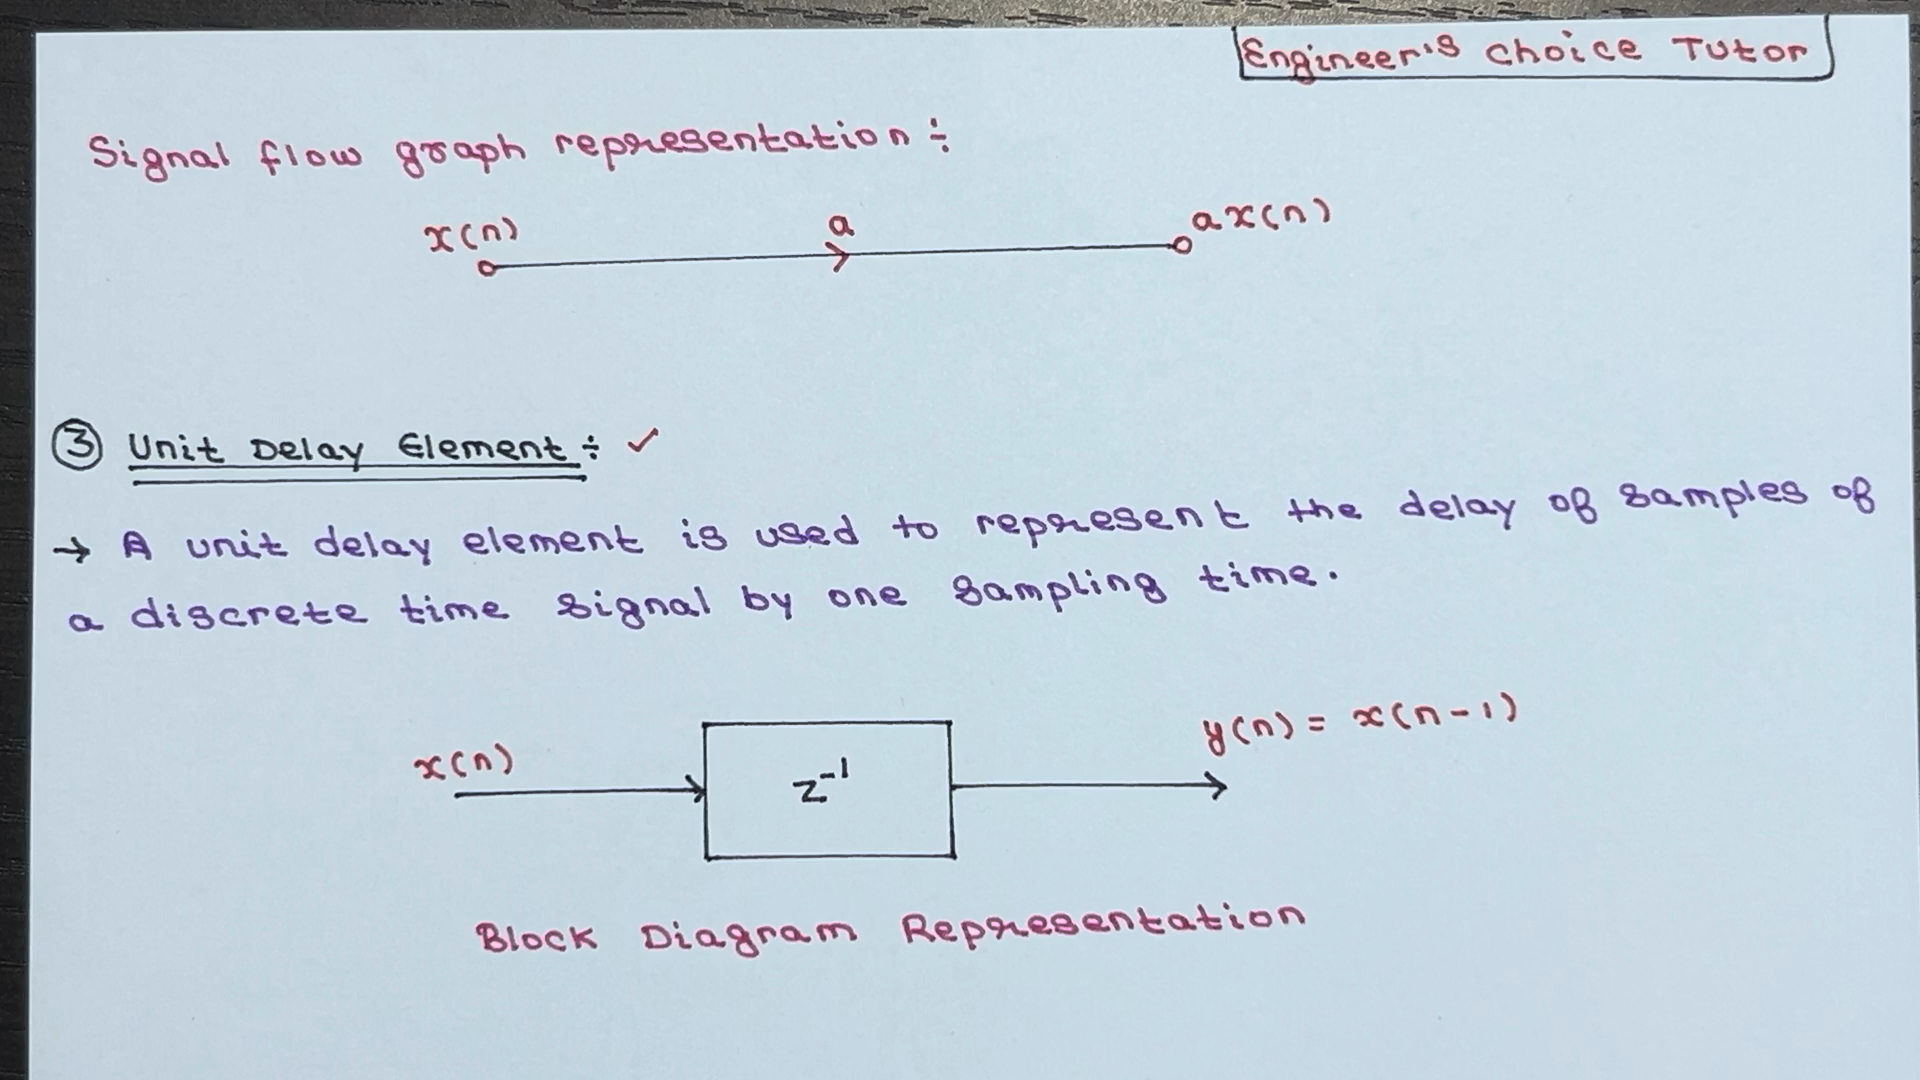 Engineer's Choice Tutor
Signal flow graph representation ÷
x(n) a ax(n)
③ Unit Delay Element ÷ ✓
→ A unit delay element is used to represent the delay of samples of
a discrete time signal by one sampling time.
x(n) z⁻¹ y(n) = x(n-1)
Block Diagram Representation